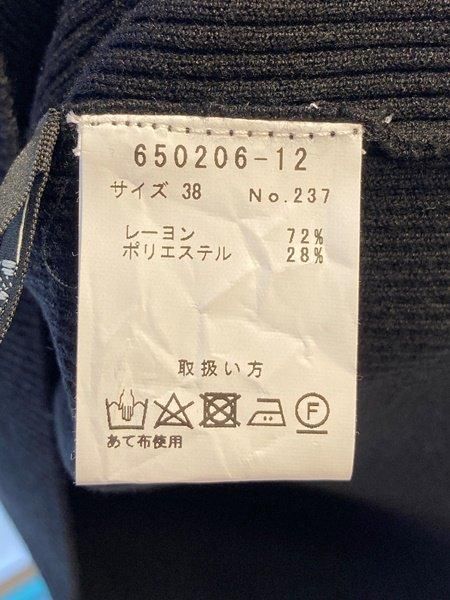 650206-12
サイズ 38 No.237
レーヨン 72%
ポリエステル 28%
取扱い方
F
あて布使用